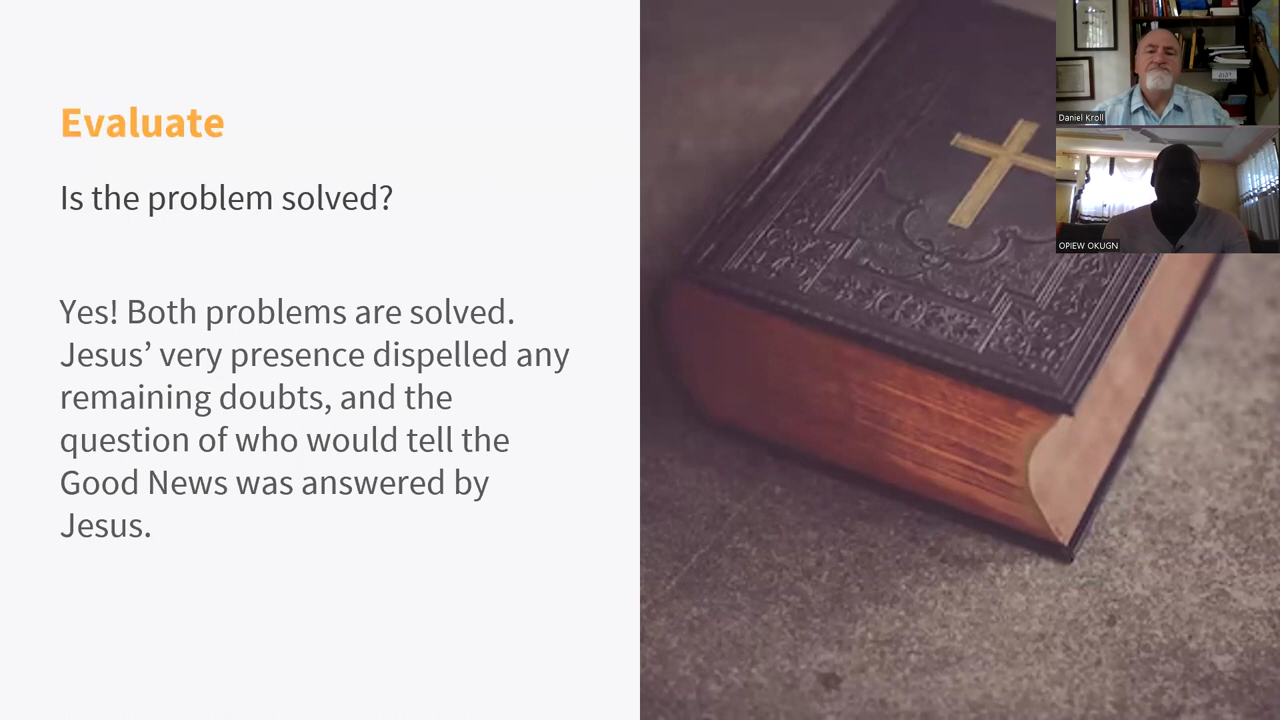 Evaluate
Is the problem solved?
Yes! Both problems are solved.
Jesus’ very presence dispelled any
remaining doubts, and the
question of who would tell the
Good News was answered by
Jesus.
Daniel Kroll
OPIEW OKUGN